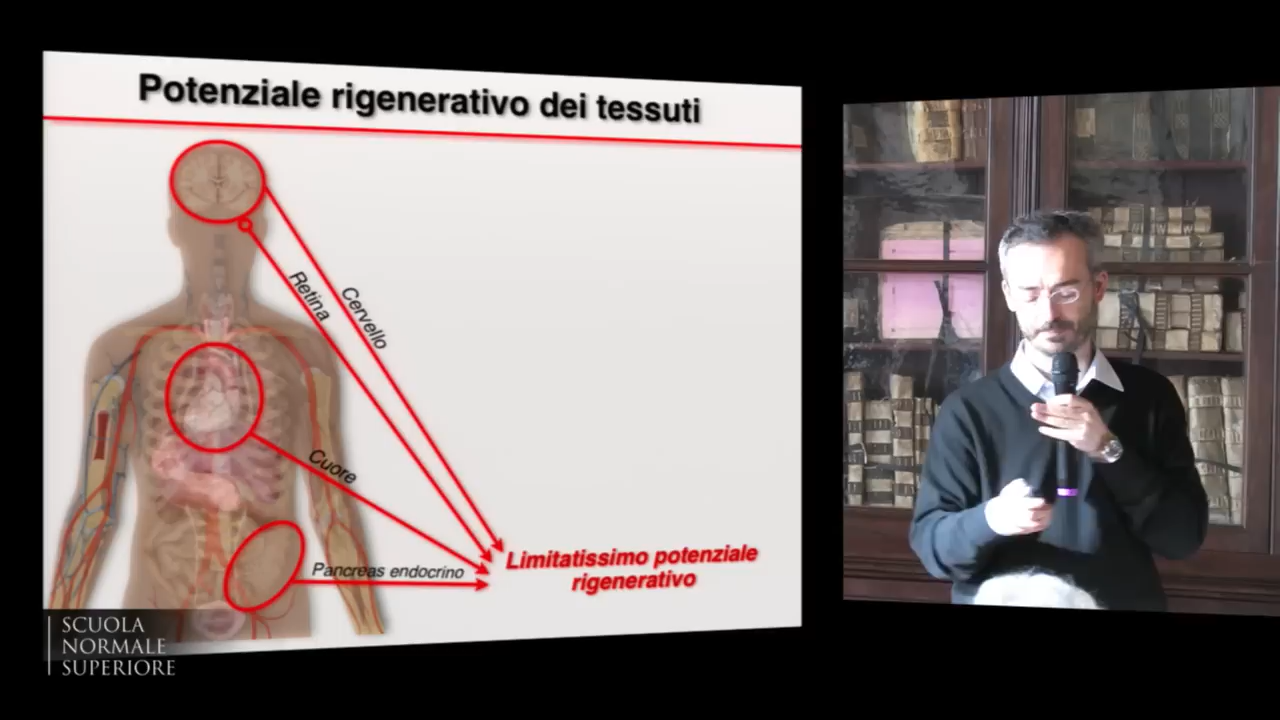 Potenziale rigenerativo dei tessuti
Retina
Cervello
Cuore
Pancreas endocrino
Limitatissimo potenziale
rigenerativo
SCUOLA
NORMALE
SUPERIORE